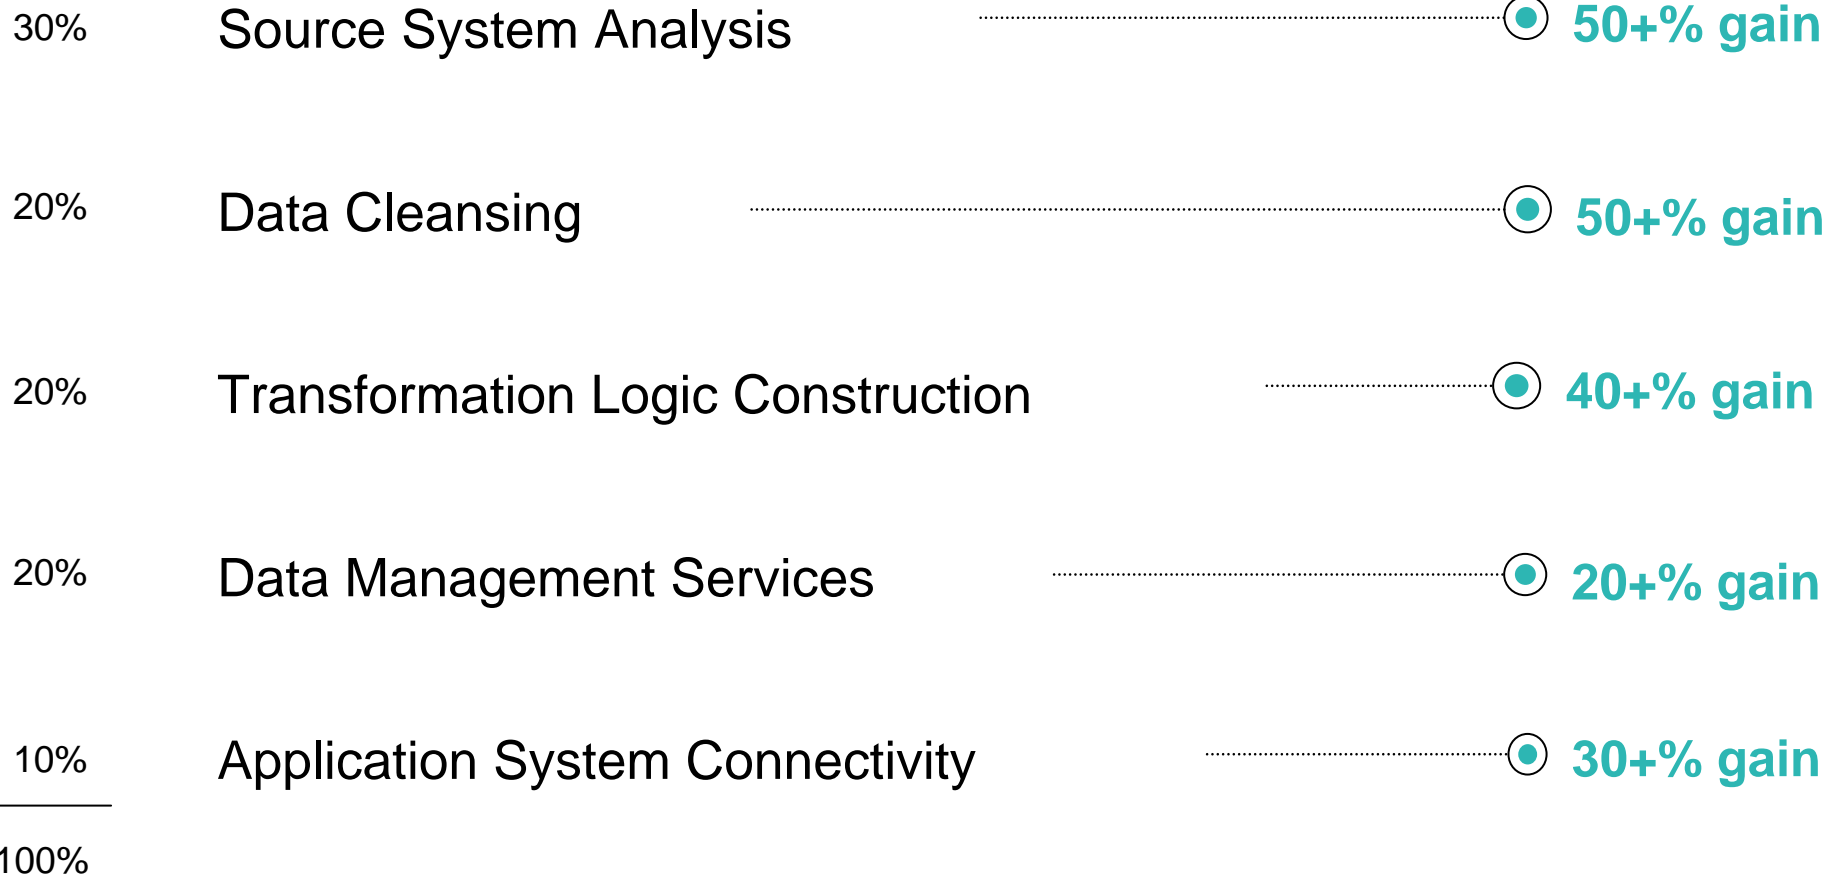 30% Source System Analysis 50+% gain
20% Data Cleansing 50+% gain
20% Transformation Logic Construction 40+% gain
20% Data Management Services 20+% gain
10% Application System Connectivity 30+% gain
100%